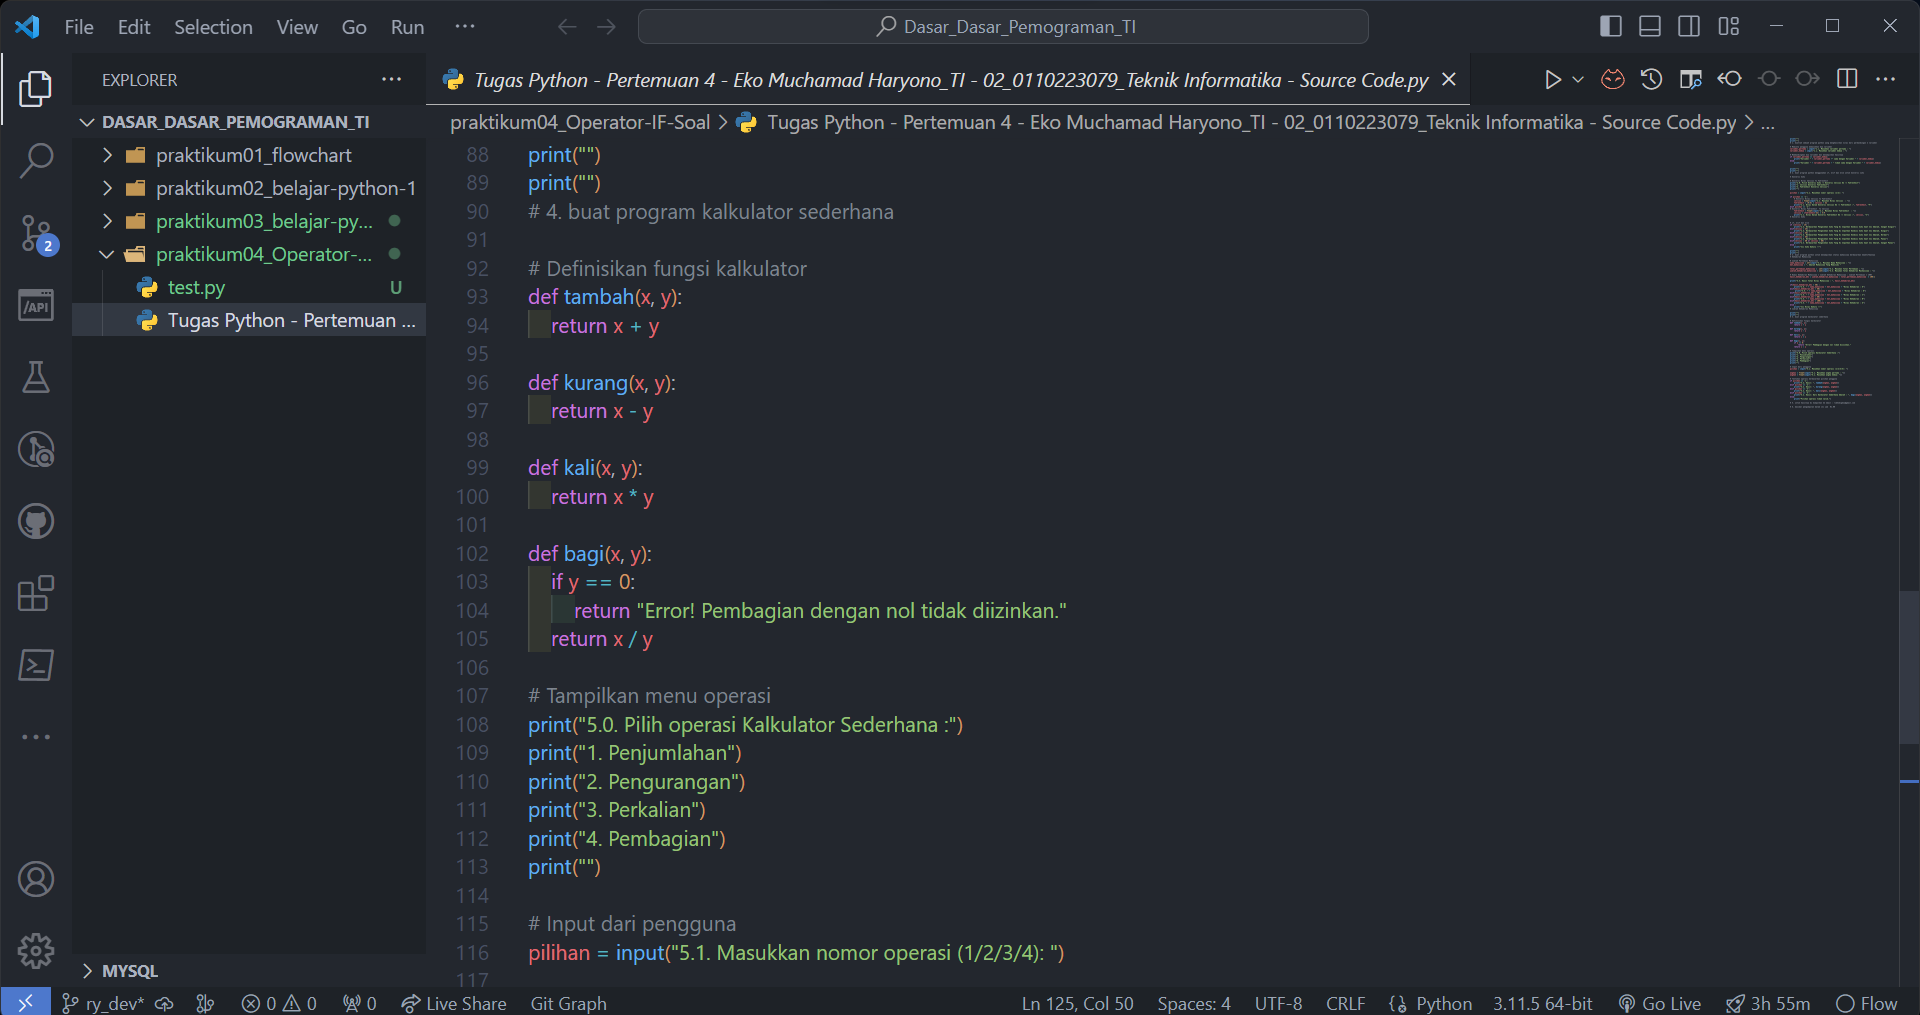 File Edit Selection View Go Run ··· Dasar_Dasar_Pemograman_TI
EXPLORER ···
Tugas Python - Pertemuan 4 - Eko Muchamad Haryono_TI - 02_0110223079_Teknik Informatika - Source Code.py
DASAR_DASAR_PEMOGRAMAN_TI
praktikum04_Operator-IF-Soal > Tugas Python - Pertemuan 4 - Eko Muchamad Haryono_TI - 02_0110223079_Teknik Informatika - Source Code.py > ...
praktikum01_flowchart
praktikum02_belajar-python-1
praktikum03_belajar-py...
praktikum04_Operator-...
test.py U
Tugas Python - Pertemuan ...
2
/API
MYSQL
88 print("")
89 print("")
90 # 4. buat program kalkulator sederhana
91
92 # Definisikan fungsi kalkulator
93 def tambah(x, y):
94 return x + y
95
96 def kurang(x, y):
97 return x - y
98
99 def kali(x, y):
100 return x * y
101
102 def bagi(x, y):
103 if y == 0:
104 return "Error! Pembagian dengan nol tidak diizinkan."
105 return x / y
106
107 # Tampilkan menu operasi
108 print("5.0. Pilih operasi Kalkulator Sederhana :")
109 print("1. Penjumlahan")
110 print("2. Pengurangan")
111 print("3. Perkalian")
112 print("4. Pembagian")
113 print("")
114
115 # Input dari pengguna
116 pilihan = input("5.1. Masukkan nomor operasi (1/2/3/4): ")
117
ry_dev* 0 0 0 Live Share Git Graph Ln 125, Col 50 Spaces: 4 UTF-8 CRLF Python 3.11.5 64-bit Go Live 3h 55m Flow